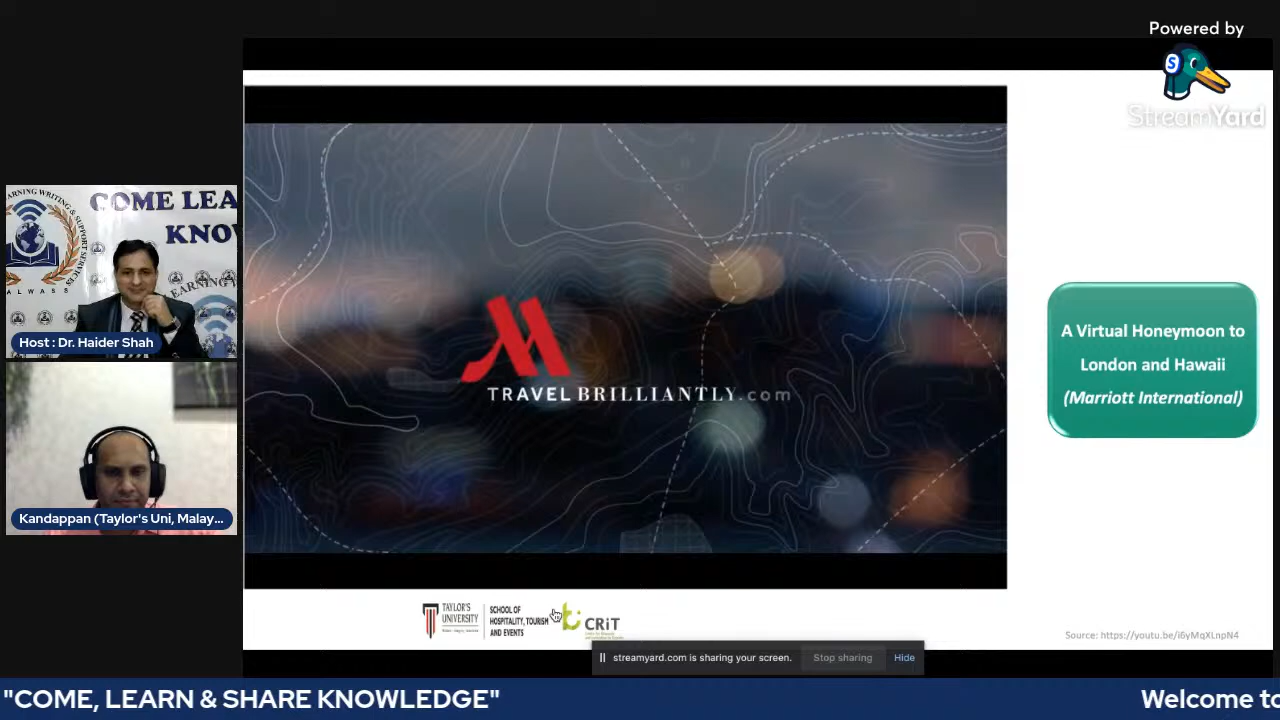 Powered by
StreamYard
COME LEA
KNO
Host : Dr. Haider Shah
Kandappan (Taylor's Uni, Malay...
TRAVEL BRILLIANTLY.com
A Virtual Honeymoon to
London and Hawaii
(Marriott International)
TAYLOR'S
UNIVERSITY
SCHOOL OF
HOSPITALITY, TOURISM
AND EVENTS
CRiT
Source: https://youtu.be/i6yMqXLnpN4
streamyard.com is sharing your screen.
Stop sharing
Hide
"COME, LEARN & SHARE KNOWLEDGE"
Welcome to